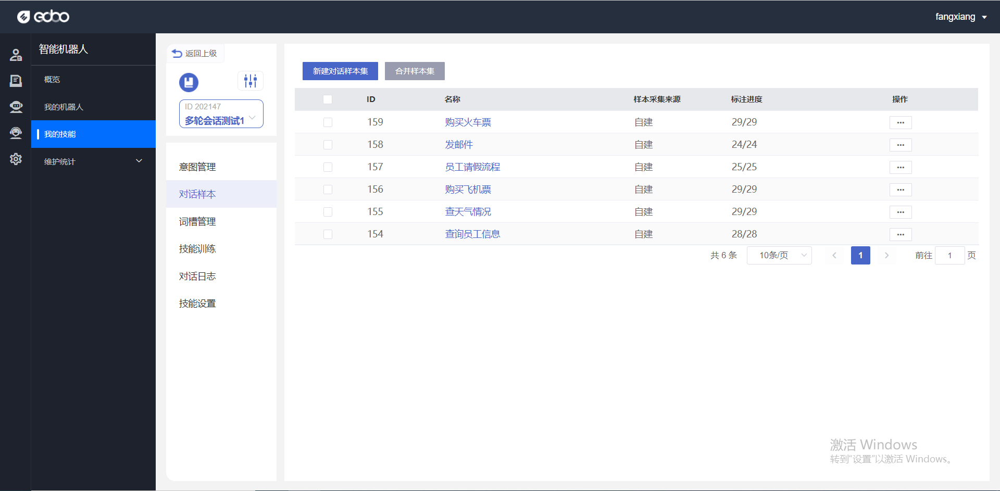 edoo
fangxiang
智能机器人
概览
我的机器人
我的技能
维护统计
返回上级
ID 202147
多轮会话测试1
意图管理
对话样本
词槽管理
技能训练
对话日志
技能设置
新建对话样本集 合并样本集
ID 名称 样本采集来源 标注进度 操作
159 购买火车票 自建 29/29 ···
158 发邮件 自建 24/24 ···
157 员工请假流程 自建 25/25 ···
156 购买飞机票 自建 29/29 ···
155 查天气情况 自建 29/29 ···
154 查询员工信息 自建 28/28 ···
共 6 条 10条/页 1 前往 1 页
激活 Windows
转到“设置”以激活 Windows。